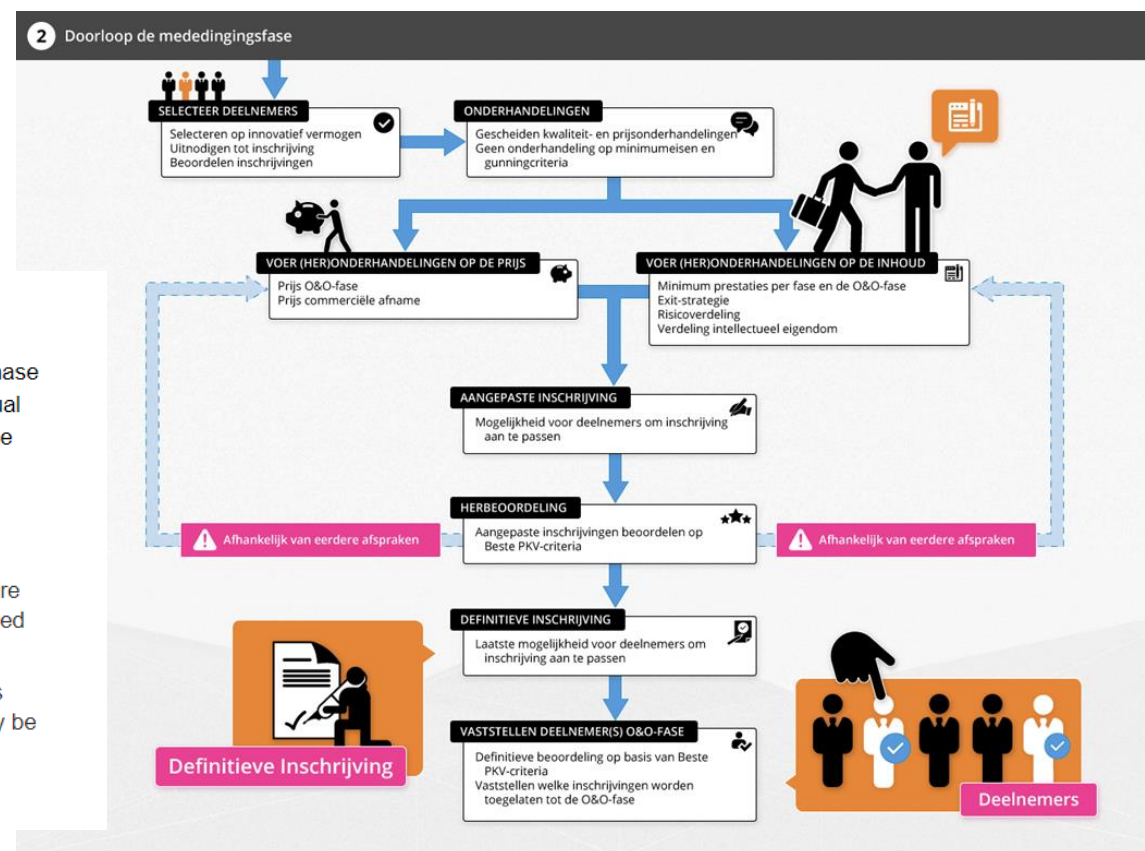 2 Doorloop de mededingingsfase
SELECTEER DEELNEMERS
Selecteren op innovatief vermogen
Uitnodigen tot inschrijving
Beoordelen inschrijvingen
ONDERHANDELINGEN
Gescheiden kwaliteit- en prijsonderhandelingen
Geen onderhandeling op minimumeisen en
gunningcriteria
VOER (HER)ONDERHANDELINGEN OP DE PRIJS
Prijs O&O-fase
Prijs commerciële afname
VOER (HER)ONDERHANDELINGEN OP DE INHOUD
Minimum prestaties per fase en de O&O-fase
Exit-strategie
Risicoverdeling
Verdeling intellectueel eigendom
AANGEPASTE INSCHRIJVING
Mogelijkheid voor deelnemers om inschrijving
aan te passen
HERBEOORDELING
Aangepaste inschrijvingen beoordelen op
Beste PKV-criteria
Afhankelijk van eerdere afspraken
Afhankelijk van eerdere afspraken
DEFINITIEVE INSCHRIJVING
Laatste mogelijkheid voor deelnemers om
inschrijving aan te passen
VASTSTELLEN DEELNEMER(S) O&O-FASE
Definitieve beoordeling op basis van Beste
PKV-criteria
Vaststellen welke inschrijvingen worden
toegelaten tot de O&O-fase
Definitieve Inschrijving
Deelnemers
be